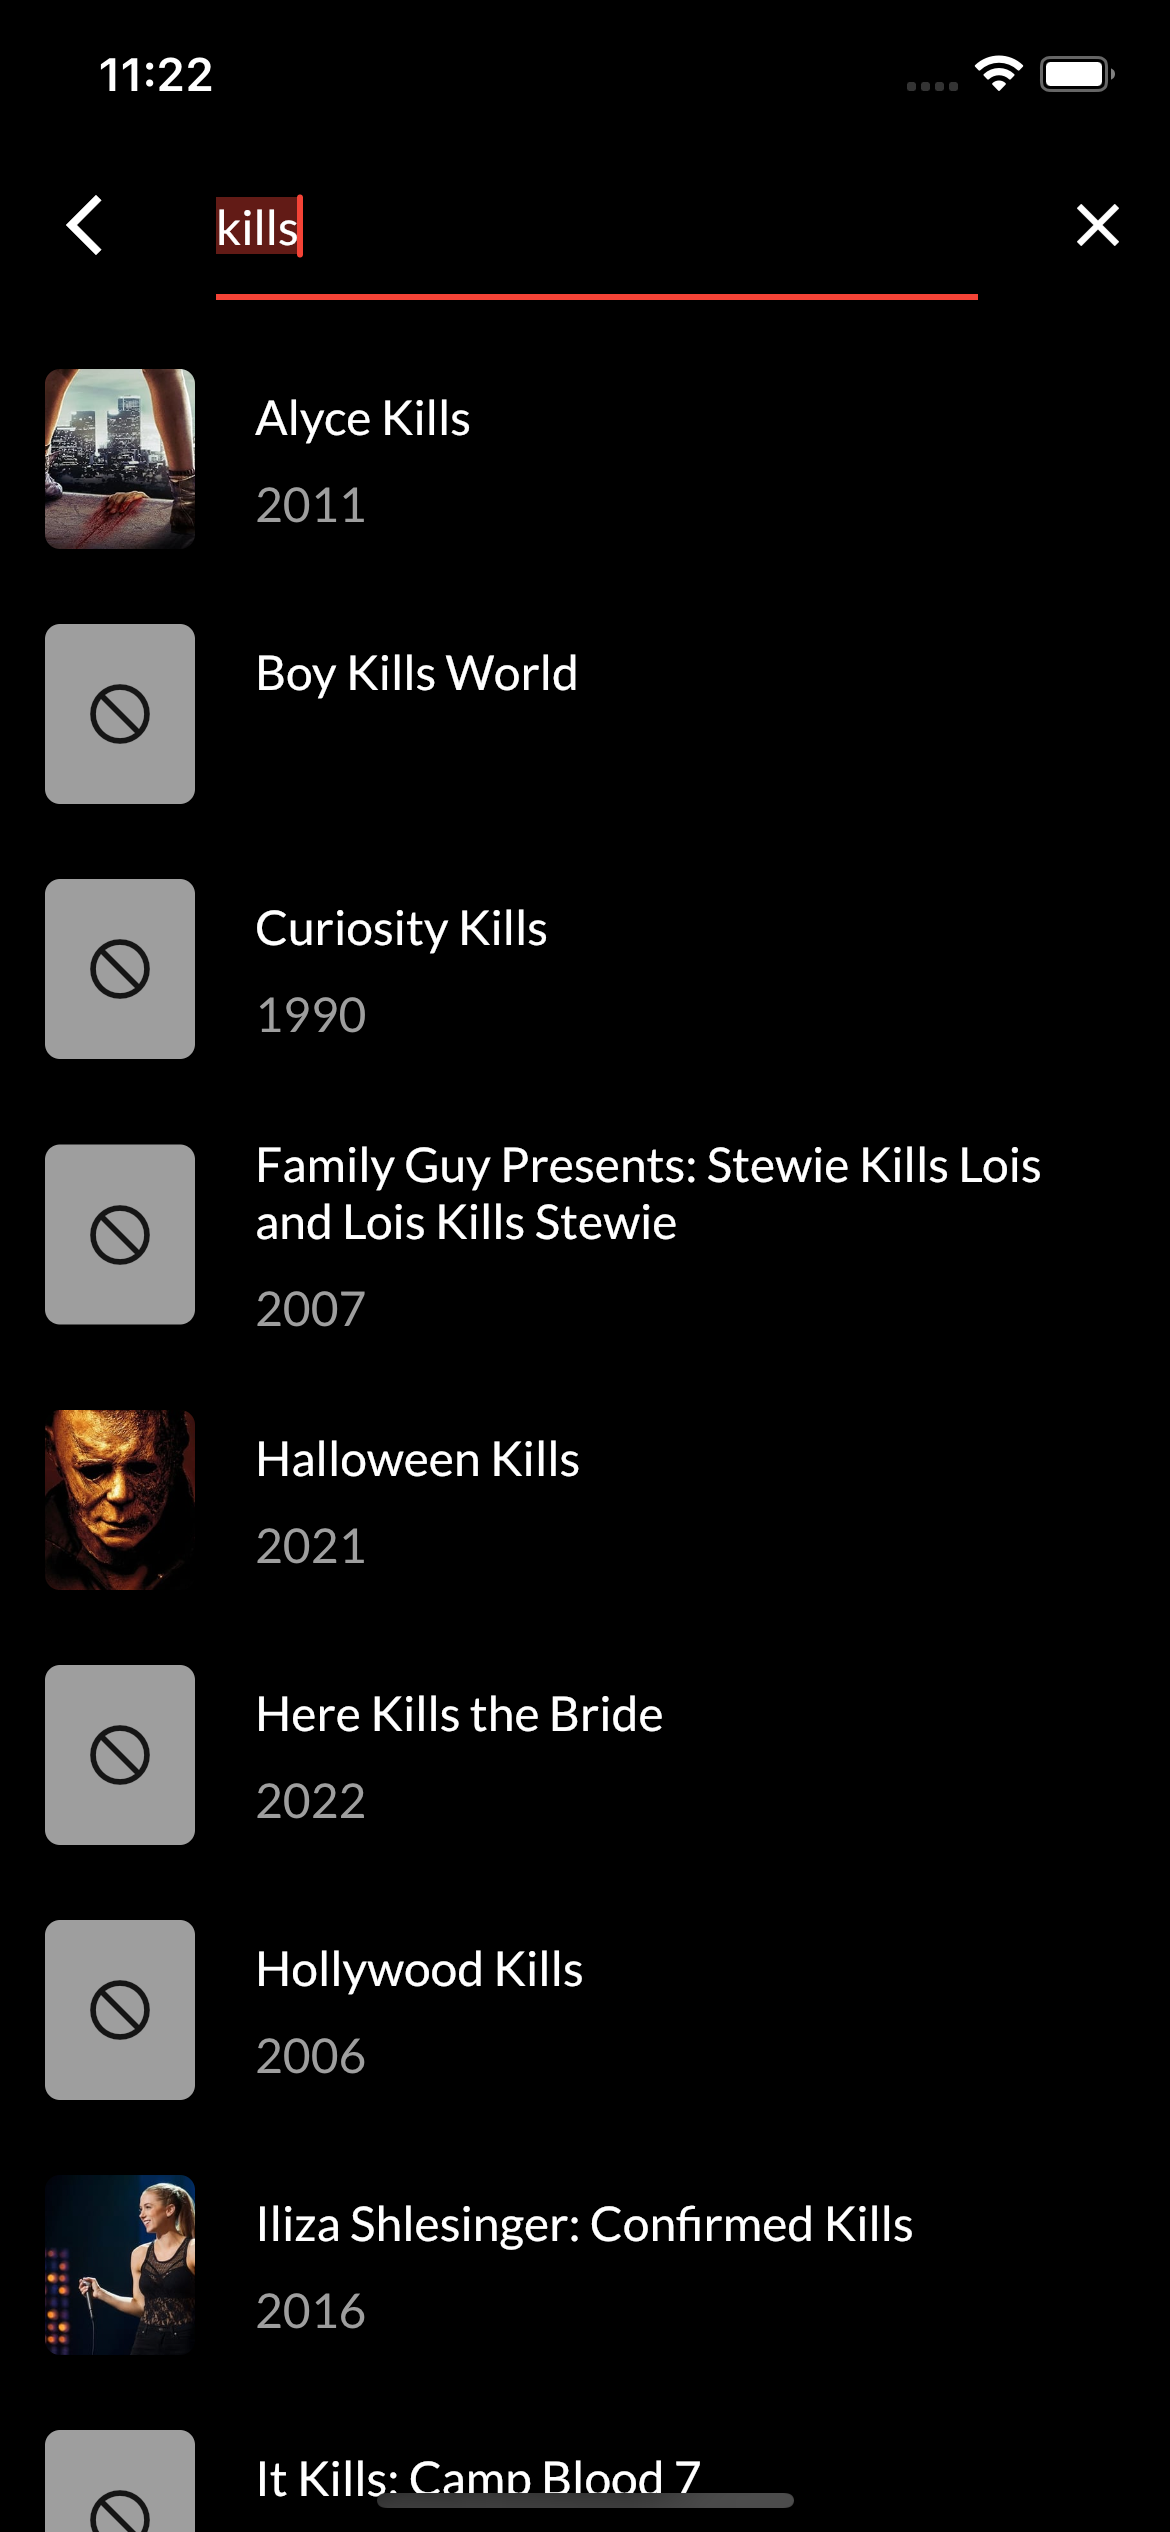 11:22
kills
Alyce Kills
2011
Boy Kills World
Curiosity Kills
1990
Family Guy Presents: Stewie Kills Lois
and Lois Kills Stewie
2007
Halloween Kills
2021
Here Kills the Bride
2022
Hollywood Kills
2006
Iliza Shlesinger: Confirmed Kills
2016
It Kills: Camp Blood 7